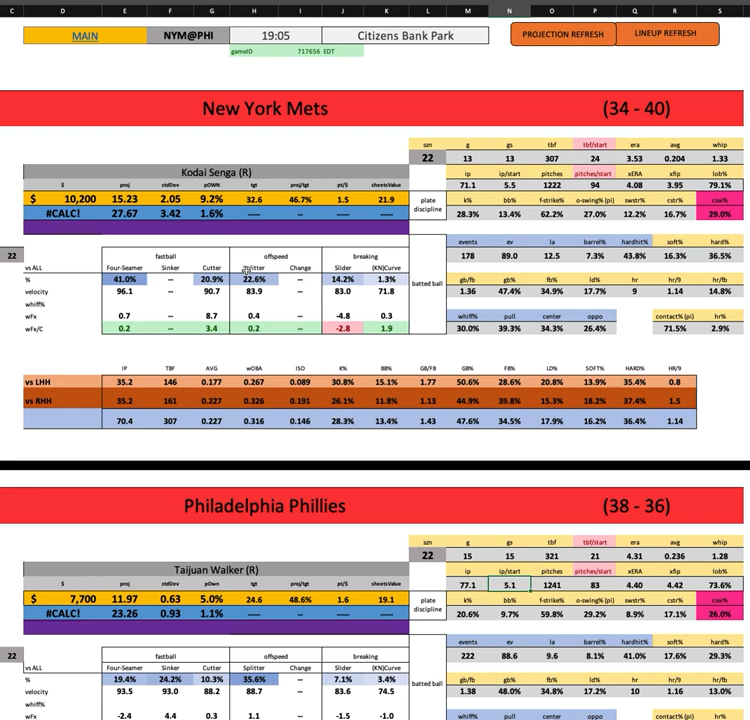 C D E F G H I J K L M N O P Q R S
MAIN NYM@PHI 19:05 Citizens Bank Park PROJECTION REFRESH LINEUP REFRESH
gameID 717656 EDT
New York Mets (34 - 40)
szn g gs tbf tbf/start era avg whip
22 13 13 307 24 3.53 0.204 1.33
Kodai Senga (R) ip ip/start pitches pitches/start xERA xfip lob%
$ proj stdDev pOWN tgt proj/tgt pt/$ sheetsValue 71.1 5.5 1222 94 4.08 3.95 79.1%
$ 10,200 15.23 2.05 9.2% 32.6 46.7% 1.5 21.9 plate discipline k% bb% f-strike% o-swing% (pi) swstr% cstr% csw%
#CALC! 27.67 3.42 1.6% ---- -- ---- ---- 28.3% 13.4% 62.2% 27.0% 12.2% 16.7% 29.0%
events ev la barrel% hardhit% soft% hard%
22 fastball offspeed breaking 178 89.0 12.5 7.3% 43.8% 16.3% 36.5%
vs ALL Four-Seamer Sinker Cutter Splitter Change Slider (KN)Curve
% 41.0% -- 20.9% 22.6% -- 14.2% 1.3% batted ball gb/fb gb% fb% ld% hr hr/9 hr/fb
velocity 96.1 -- 90.7 83.9 -- 83.0 71.8 1.36 47.4% 34.9% 17.7% 9 1.14 14.8%
whiff%
wFx 0.7 -- 8.7 0.4 -- -4.8 0.3 whiff% pull center oppo contact% (pi) hr%
wFx/C 0.2 -- 3.4 0.2 -- -2.8 1.9 30.0% 39.3% 34.3% 26.4% 71.5% 2.9%
IP TBF AVG wOBA ISO K% BB% GB/FB GB% FB% LD% SOFT% HARD% HR/9
vs LHH 35.2 146 0.177 0.267 0.089 30.8% 15.1% 1.77 50.6% 28.6% 20.8% 13.9% 35.4% 0.8
vs RHH 35.2 161 0.227 0.326 0.191 26.1% 11.8% 1.13 44.9% 39.8% 15.3% 18.2% 37.4% 1.5
70.4 307 0.227 0.316 0.146 28.3% 13.4% 1.43 47.6% 34.5% 17.9% 16.2% 36.4% 1.14
Philadelphia Phillies (38 - 36)
szn g gs tbf tbf/start era avg whip
22 15 15 321 21 4.31 0.236 1.28
Taijuan Walker (R) ip ip/start pitches pitches/start xERA xfip lob%
$ proj stdDev pOwn tgt proj/tgt pt/$ sheetsValue 77.1 5.1 1241 83 4.40 4.42 73.6%
$ 7,700 11.97 0.63 5.0% 24.6 48.6% 1.6 19.1 plate discipline k% bb% f-strike% o-swing% (pi) swstr% cstr% csw%
#CALC! 23.26 0.93 1.1% ---- -- ---- ---- 20.6% 9.7% 59.8% 29.2% 8.9% 17.1% 26.0%
events ev la barrel% hardhit% soft% hard%
22 fastball offspeed breaking 222 88.6 9.6 8.1% 41.0% 17.6% 29.3%
vs ALL Four-Seamer Sinker Cutter Splitter Change Slider (KN)Curve
% 19.4% 24.2% 10.3% 35.6% -- 7.1% 3.4% batted ball gb/fb gb% fb% ld% hr hr/9 hr/fb
velocity 93.5 93.0 88.2 88.7 -- 83.6 74.5 1.38 48.0% 34.8% 17.2% 10 1.16 13.0%
whiff%
wFx -2.4 4.4 0.3 1.1 -- -1.5 -1.0 whiff% pull center oppo contact% (pi) hr%